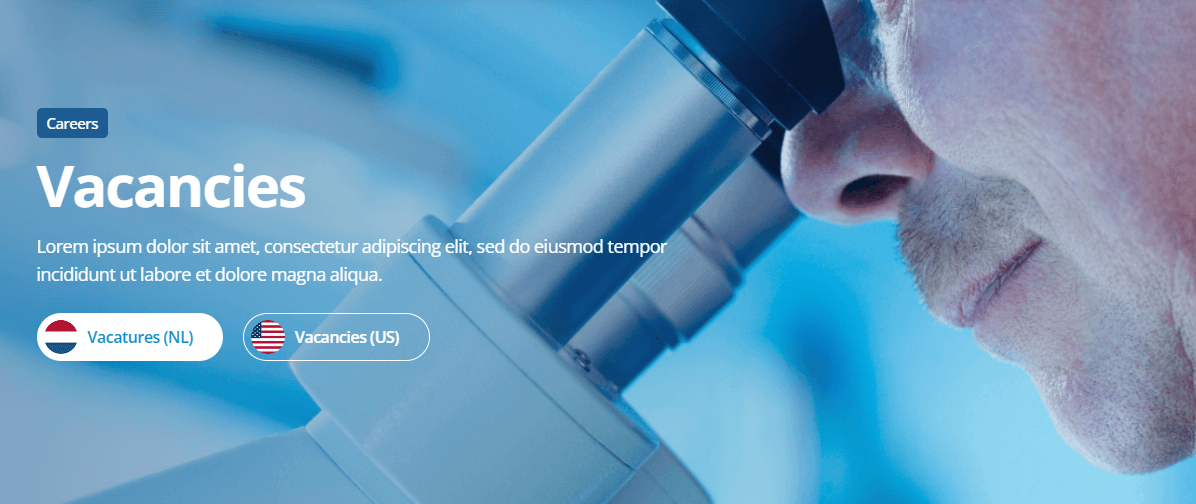 Careers
Vacancies
Lorem ipsum dolor sit amet, consectetur adipiscing elit, sed do eiusmod tempor
incididunt ut labore et dolore magna aliqua.
Vacatures (NL) Vacancies (US)